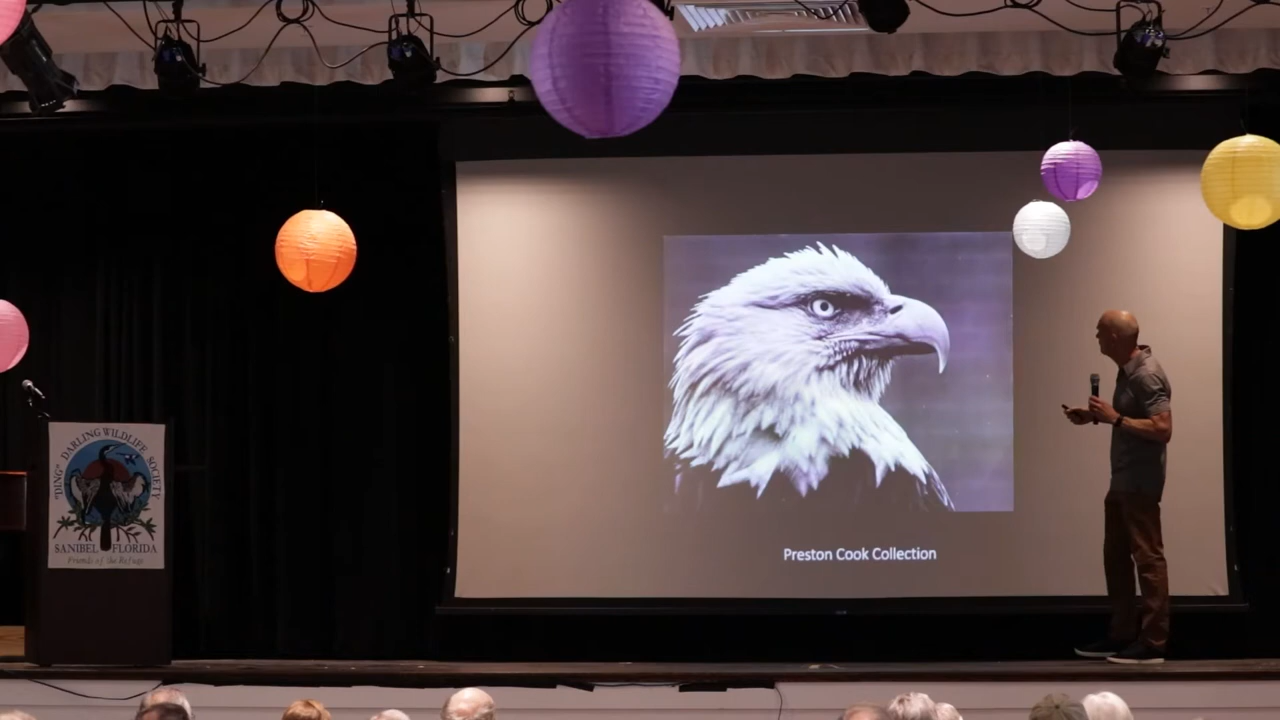 "DING" DARLING WILDLIFE SOCIETY
SANIBEL FLORIDA
Friends of the Refuge
Preston Cook Collection